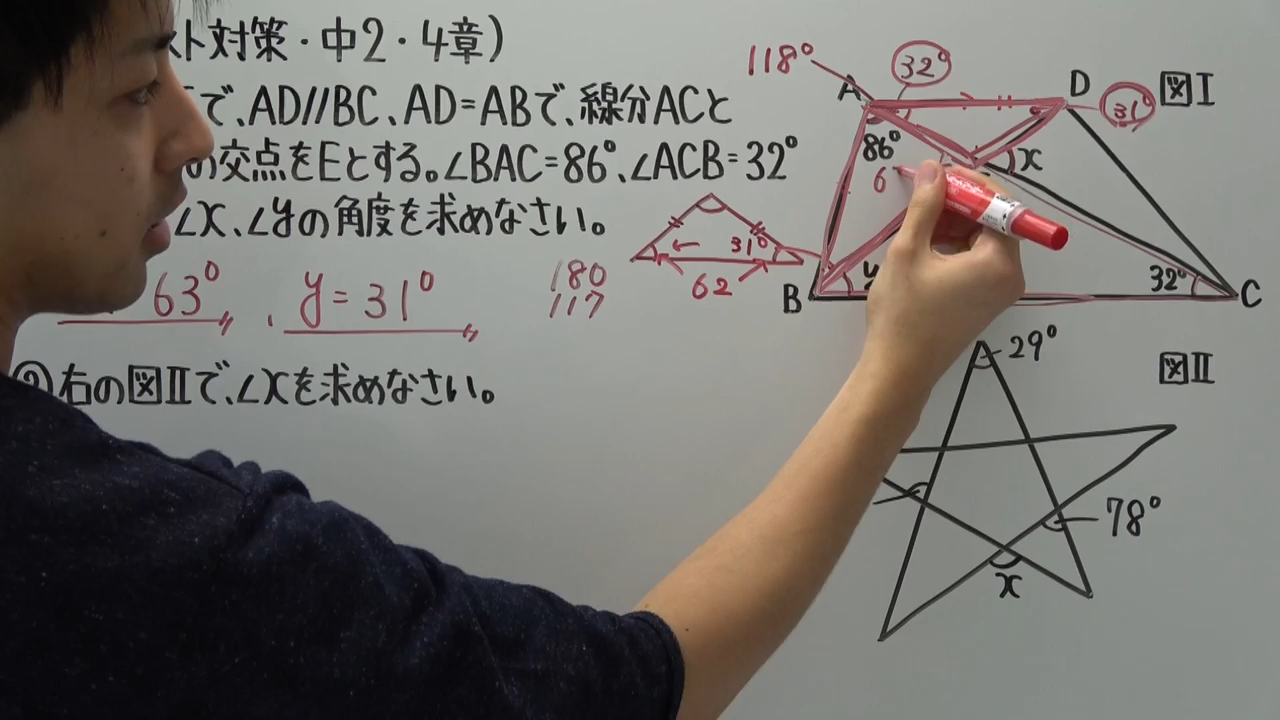 スト対策・中2・4章)
で、AD//BC、AD=ABで、線分ACと
の交点をEとする。∠BAC=86°、∠ACB=32°
∠x、∠yの角度を求めなさい。
63°, y=31°
180
117
31°
62
② 右の図Ⅱで、∠xを求めなさい。
118°
A
32°
D
31°
図Ⅰ
86°
6
x
B
y
32°
C
29°
図Ⅱ
78°
x